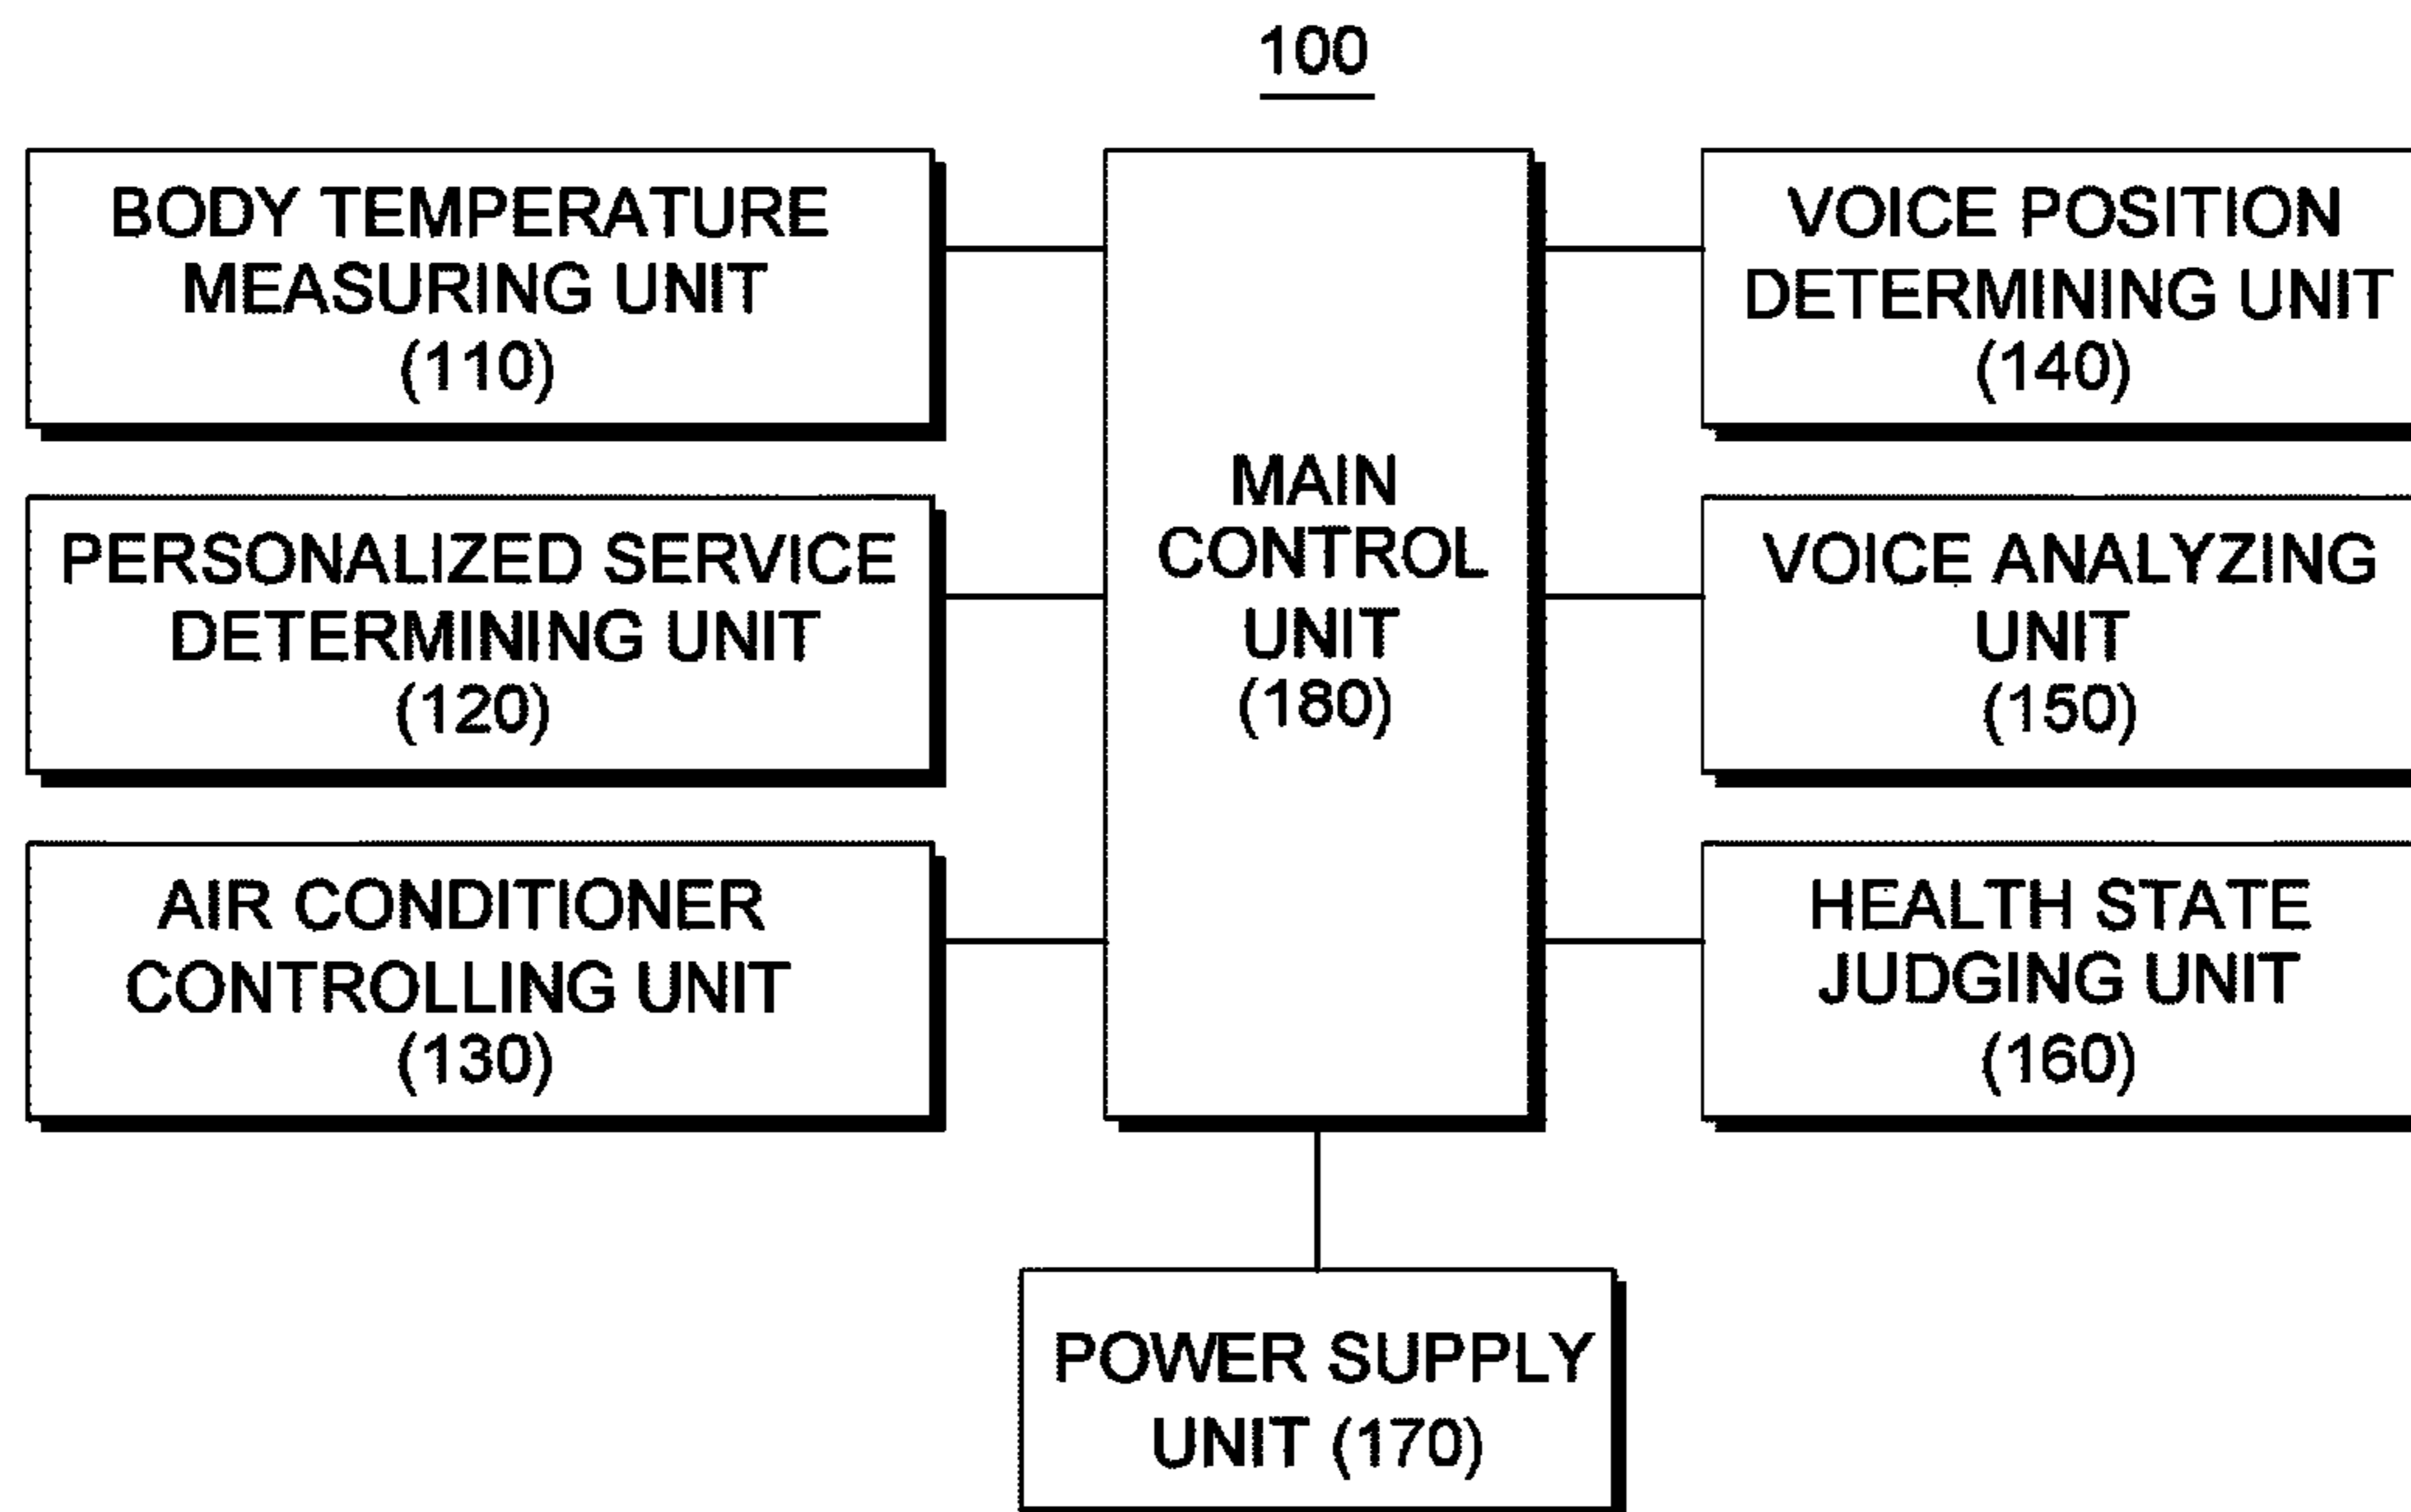 100
BODY TEMPERATURE
MEASURING UNIT
(110)
PERSONALIZED SERVICE
DETERMINING UNIT
(120)
AIR CONDITIONER
CONTROLLING UNIT
(130)
MAIN
CONTROL
UNIT
(180)
VOICE POSITION
DETERMINING UNIT
(140)
VOICE ANALYZING
UNIT
(150)
HEALTH STATE
JUDGING UNIT
(160)
POWER SUPPLY
UNIT (170)